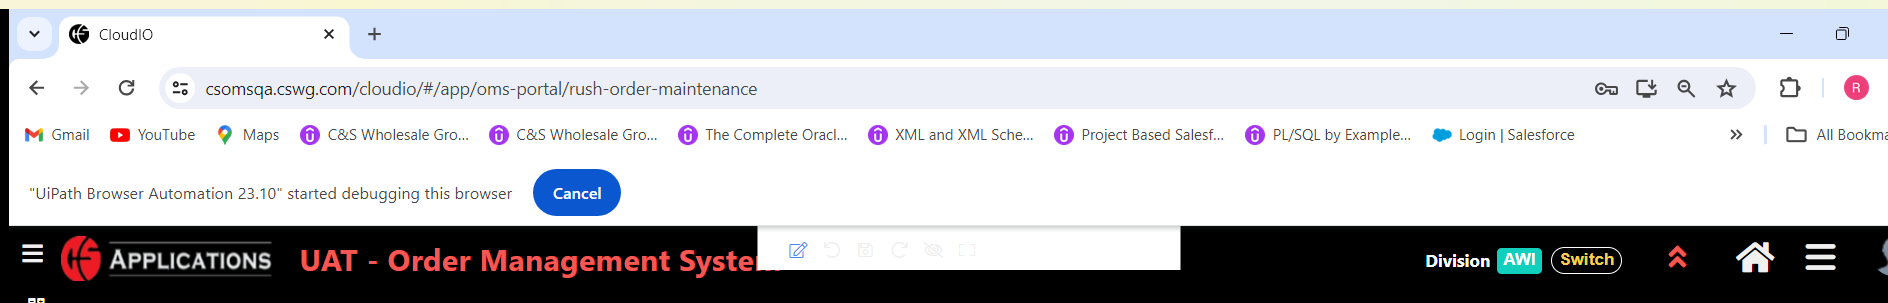 CloudIO
csomsqa.cswg.com/cloudio/#/app/oms-portal/rush-order-maintenance
R
Gmail YouTube Maps C&S Wholesale Gro... C&S Wholesale Gro... The Complete Oracl... XML and XML Sche... Project Based Salesf... PL/SQL by Example... Login | Salesforce » All Bookma
"UiPath Browser Automation 23.10" started debugging this browser Cancel
APPLICATIONS UAT - Order Management System Division AWI Switch